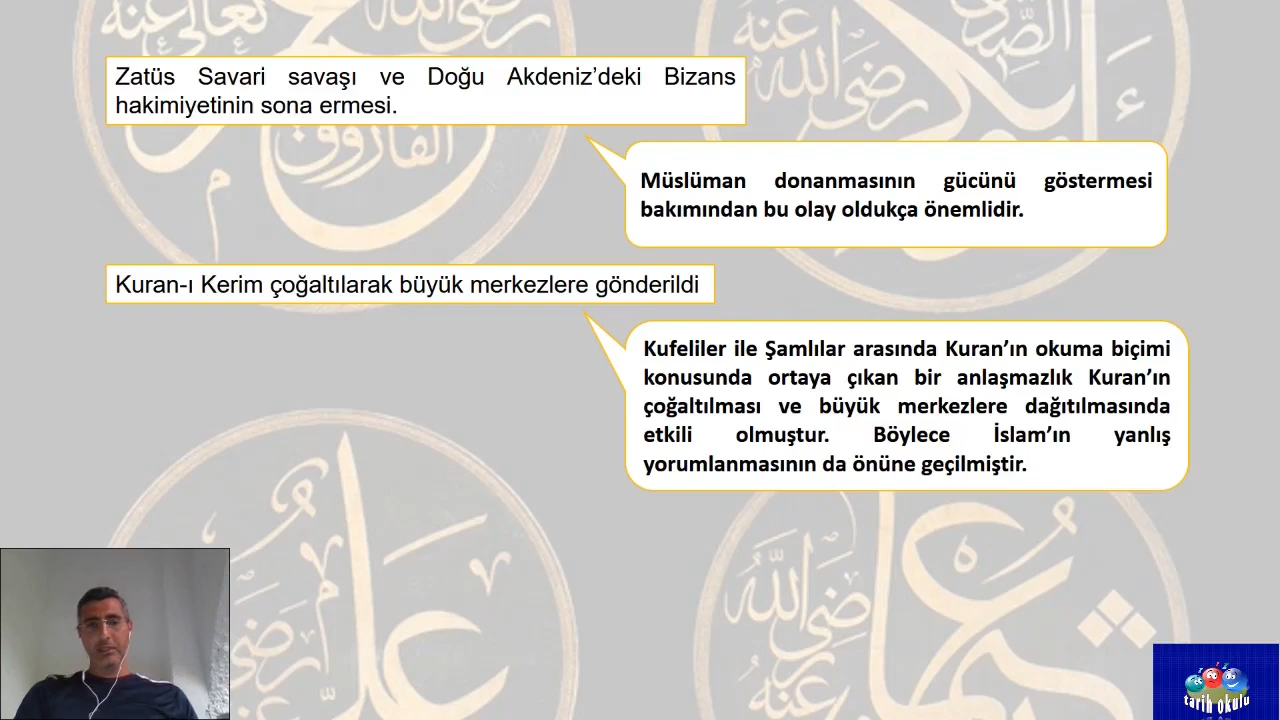 Zatüs Savari savaşı ve Doğu Akdeniz’deki Bizans
hakimiyetinin sona ermesi.
Müslüman donanmasının gücünü göstermesi
bakımından bu olay oldukça önemlidir.
Kuran-ı Kerim çoğaltılarak büyük merkezlere gönderildi
Kufeliler ile Şamlılar arasında Kuran’ın okuma biçimi
konusunda ortaya çıkan bir anlaşmazlık Kuran’ın
çoğaltılması ve büyük merkezlere dağıtılmasında
etkili olmuştur. Böylece İslam’ın yanlış
yorumlanmasının da önüne geçilmiştir.
tarih okulu